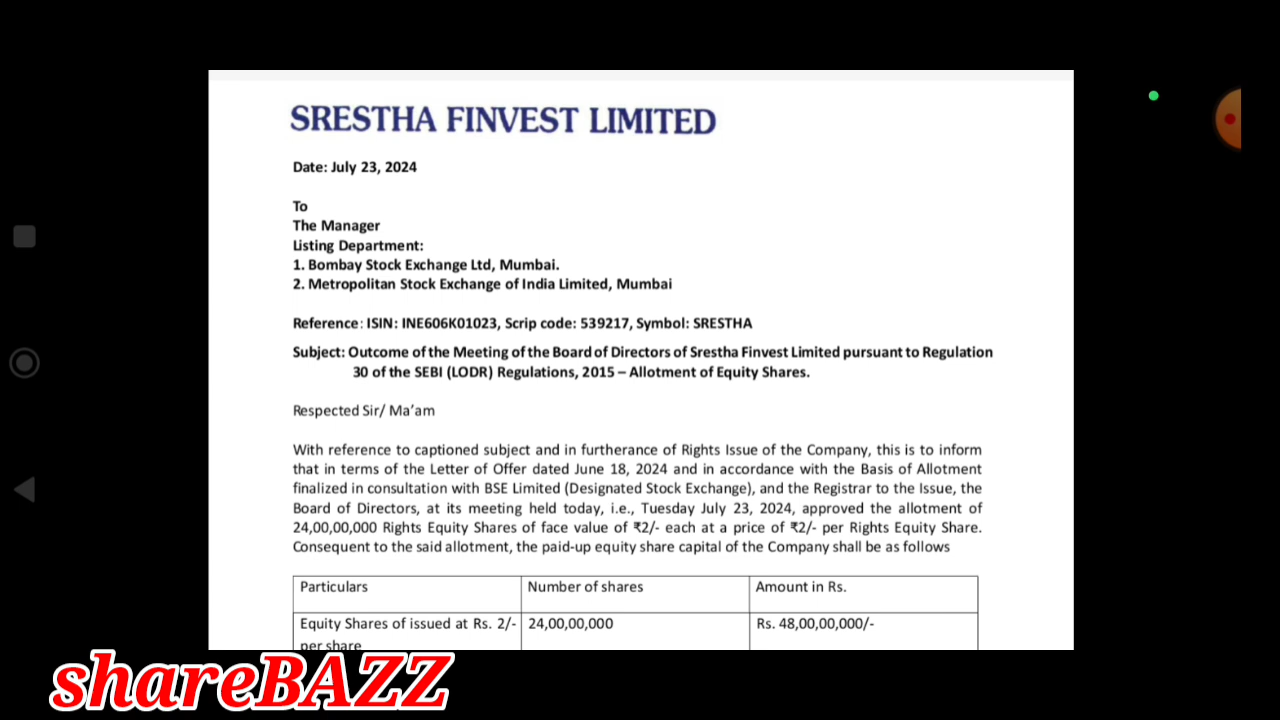 SRESTHA FINVEST LIMITED
Date: July 23, 2024
To
The Manager
Listing Department:
1. Bombay Stock Exchange Ltd, Mumbai.
2. Metropolitan Stock Exchange of India Limited, Mumbai
Reference: ISIN: INE606K01023, Scrip code: 539217, Symbol: SRESTHA
Subject: Outcome of the Meeting of the Board of Directors of Srestha Finvest Limited pursuant to Regulation
30 of the SEBI (LODR) Regulations, 2015 – Allotment of Equity Shares.
Respected Sir/ Ma’am
With reference to captioned subject and in furtherance of Rights Issue of the Company, this is to inform
that in terms of the Letter of Offer dated June 18, 2024 and in accordance with the Basis of Allotment
finalized in consultation with BSE Limited (Designated Stock Exchange), and the Registrar to the Issue, the
Board of Directors, at its meeting held today, i.e., Tuesday July 23, 2024, approved the allotment of
24,00,00,000 Rights Equity Shares of face value of ₹2/- each at a price of ₹2/- per Rights Equity Share.
Consequent to the said allotment, the paid-up equity share capital of the Company shall be as follows
Particulars Number of shares Amount in Rs.
Equity Shares of issued at Rs. 2/- 24,00,00,000 Rs. 48,00,00,000/-
per share
shareBAZZ